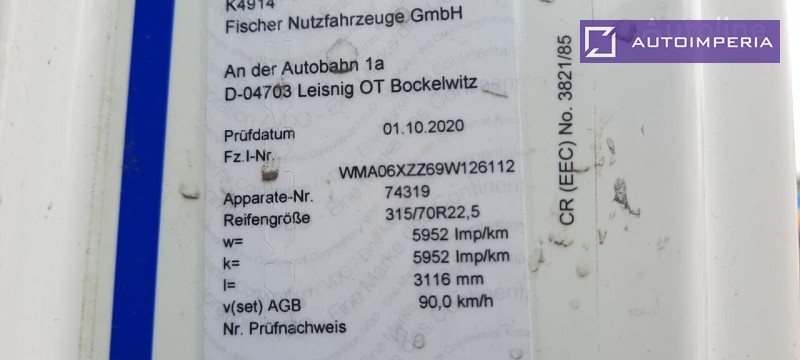 K4914
Fischer Nutzfahrzeuge GmbH
An der Autobahn 1a
D-04703 Leisnig OT Bockelwitz
Prüfdatum 01.10.2020
Fz.I-Nr.
WMA06XZZ69W126112
Apparate-Nr. 74319
Reifengröße 315/70R22,5
w= 5952 Imp/km
k= 5952 Imp/km
l= 3116 mm
v(set) AGB 90,0 km/h
Nr. Prüfnachweis
CR (EEC) No. 3821/85
Autoline
AUTOIMPERIA